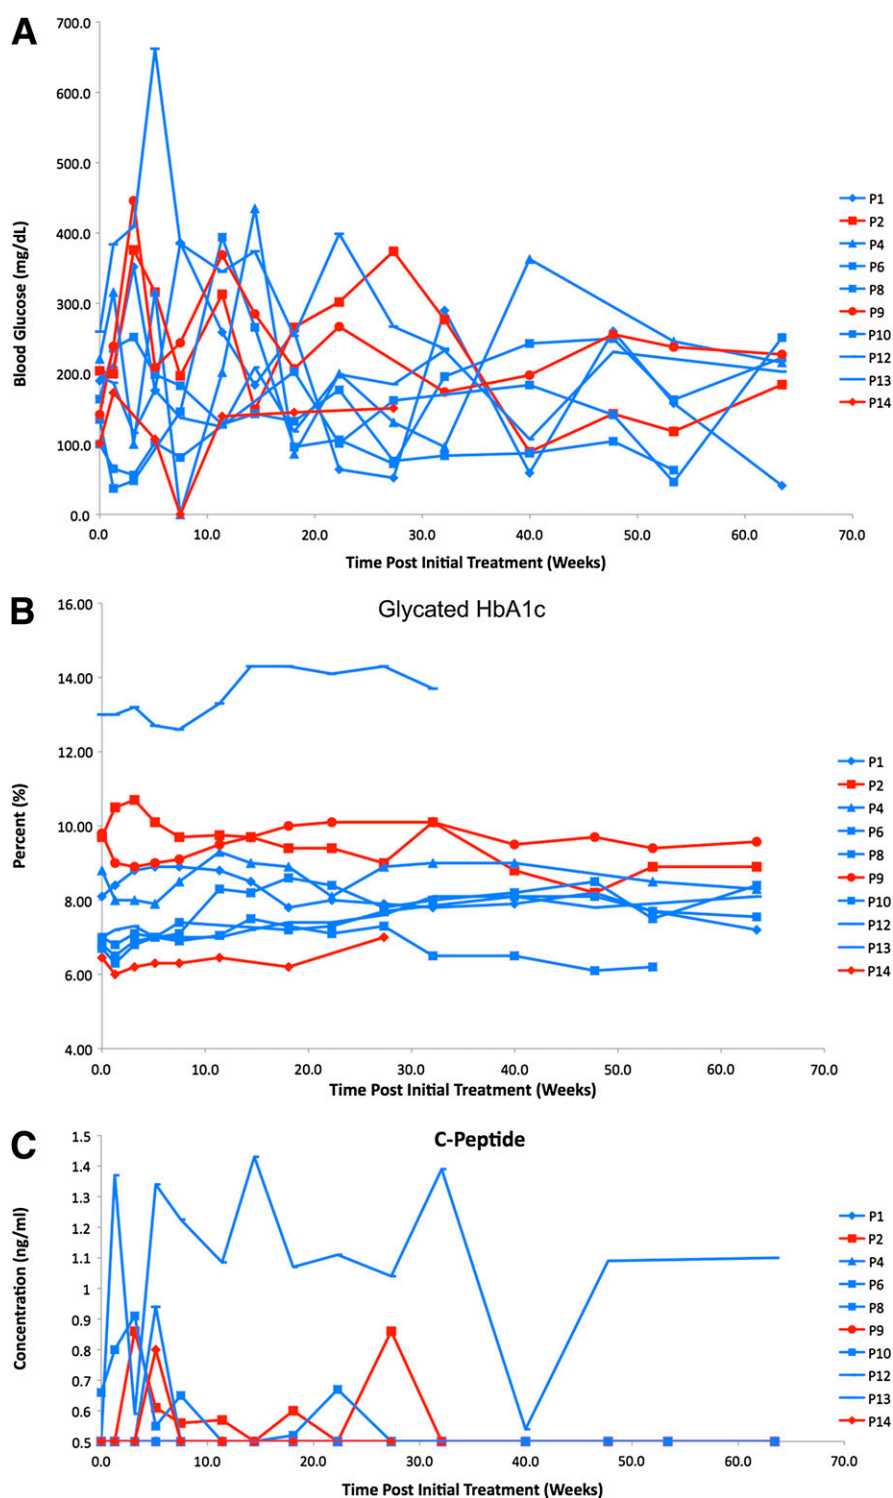 A
700.0
600.0
500.0
400.0
300.0
200.0
100.0
0.0
Blood Glucose (mg/dL)
0.0 10.0 20.0 30.0 40.0 50.0 60.0 70.0
Time Post Initial Treatment (Weeks)
P1
P2
P4
P6
P8
P9
P10
P12
P13
P14
B
Glycated HbA1c
16.00
14.00
12.00
10.00
8.00
6.00
4.00
Percent (%)
0.0 10.0 20.0 30.0 40.0 50.0 60.0 70.0
Time Post Initial Treatment (Weeks)
P1
P2
P4
P6
P8
P9
P10
P12
P13
P14
C
C-Peptide
1.5
1.4
1.3
1.2
1.1
1
0.9
0.8
0.7
0.6
0.5
Concentration (ng/ml)
0.0 10.0 20.0 30.0 40.0 50.0 60.0 70.0
Time Post Initial Treatment (Weeks)
P1
P2
P4
P6
P8
P9
P10
P12
P13
P14